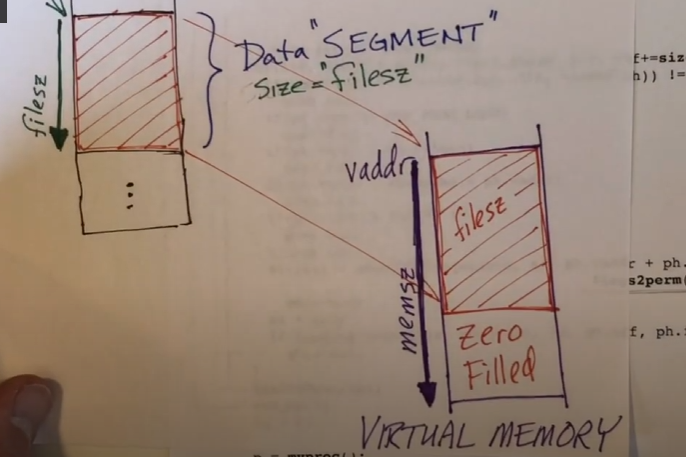 Data "SEGMENT"
Size = "filesz"
filesz
...
vaddr
filesz
memsz
Zero
Filled
VIRTUAL MEMORY
f+=siz
h)) !=
r + ph.
s2perm(
f, ph.